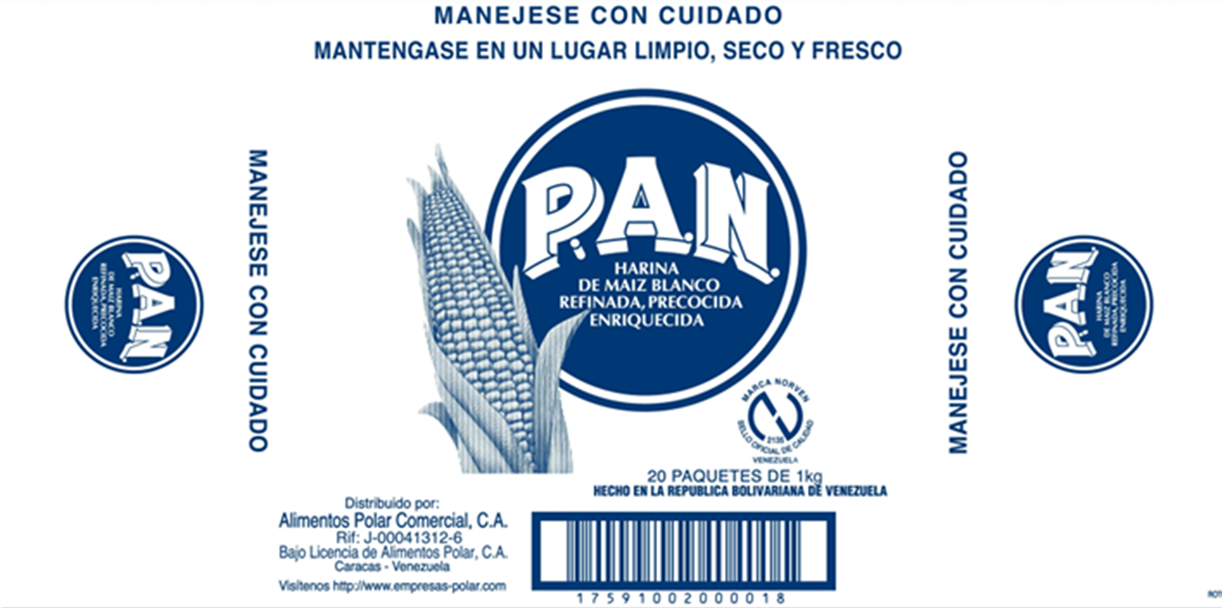 MANEJESE CON CUIDADO
MANTENGASE EN UN LUGAR LIMPIO, SECO Y FRESCO
MANEJESE CON CUIDADO
P.A.N.
HARINA
DE MAIZ BLANCO
REFINADA, PRECOCIDA
ENRIQUECIDA
P.A.N.
HARINA
DE MAIZ BLANCO
REFINADA, PRECOCIDA
ENRIQUECIDA
MANEJESE CON CUIDADO
P.A.N.
HARINA
DE MAIZ BLANCO
REFINADA, PRECOCIDA
ENRIQUECIDA
MARCA NORVEN
2135
SELLO OFICIAL DE CALIDAD
VENEZUELA
20 PAQUETES DE 1kg
HECHO EN LA REPUBLICA BOLIVARIANA DE VENEZUELA
Distribuido por:
Alimentos Polar Comercial, C.A.
Rif: J-00041312-6
Bajo Licencia de Alimentos Polar, C.A.
Caracas - Venezuela
Visítenos http://www.empresas-polar.com
17591002000018